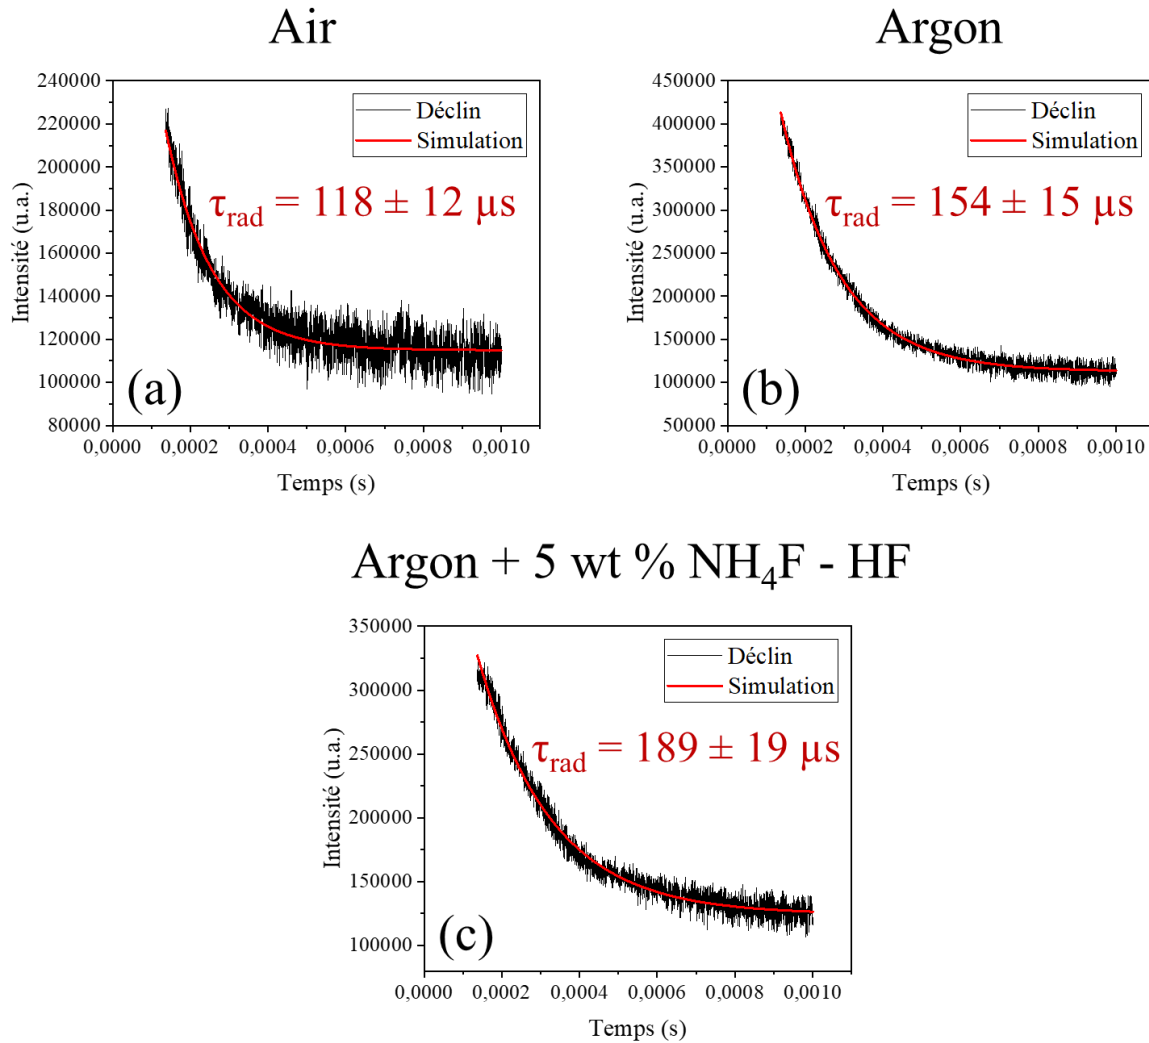 Air
240000
220000
200000
180000
160000
140000
120000
100000
80000
Intensité (u.a.)
Déclin
Simulation
τrad = 118 ± 12 µs
(a)
0,0000 0,0002 0,0004 0,0006 0,0008 0,0010
Temps (s)
Argon
450000
400000
350000
300000
250000
200000
150000
100000
50000
Intensité (u.a.)
Déclin
Simulation
τrad = 154 ± 15 µs
(b)
0,0000 0,0002 0,0004 0,0006 0,0008 0,0010
Temps (s)
Argon + 5 wt % NH4F - HF
350000
300000
250000
200000
150000
100000
Intensité (u.a.)
Déclin
Simulation
τrad = 189 ± 19 µs
(c)
0,0000 0,0002 0,0004 0,0006 0,0008 0,0010
Temps (s)